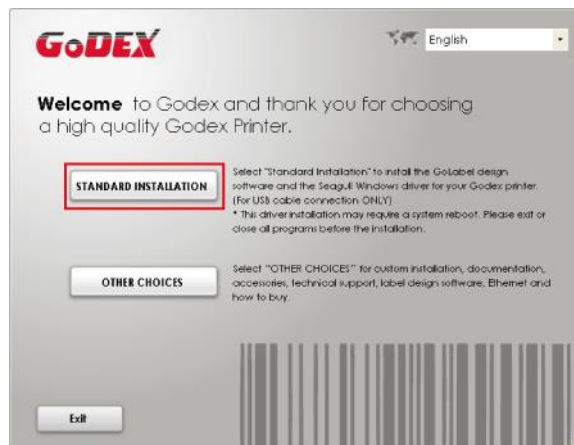 GoDEX
English
Welcome to Godex and thank you for choosing
a high quality Godex Printer.
STANDARD INSTALLATION
Select "Standard Installation" to install the GoLabel design
software and the Seagull Windows driver for your Godex printer.
(For USB cable connection ONLY)
* This driver installation may require a system reboot. Please exit or
close all programs before the installation.
OTHER CHOICES
Select "OTHER CHOICES" for custom installation, documentation,
accessories, technical support, label design software, Ethernet and
how to buy.
Exit